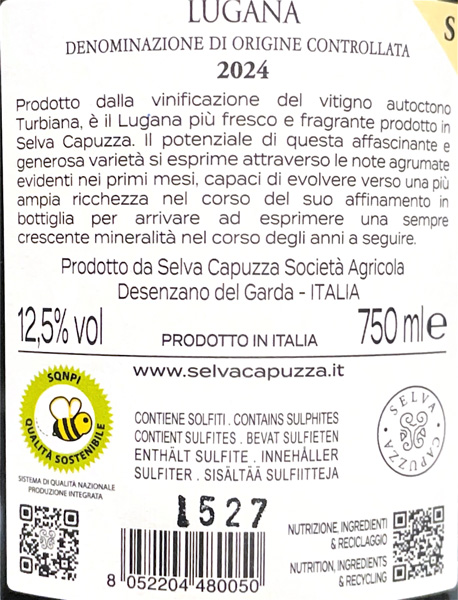 LUGANA
DENOMINAZIONE DI ORIGINE CONTROLLATA
2024
S
Prodotto dalla vinificazione del vitigno autoctono
Turbiana, è il Lugana più fresco e fragrante prodotto in
Selva Capuzza. Il potenziale di questa affascinante e
generosa varietà si esprime attraverso le note agrumate
evidenti nei primi mesi, capaci di evolvere verso una più
ampia ricchezza nel corso del suo affinamento in
bottiglia per arrivare ad esprimere una sempre
crescente mineralità nel corso degli anni a seguire.
Prodotto da Selva Capuzza Società Agricola
Desenzano del Garda - ITALIA
12,5% vol
PRODOTTO IN ITALIA
750 ml e
www.selvacapuzza.it
SQNPI
QUALITÀ SOSTENIBILE
SISTEMA DI QUALITÀ NAZIONALE
PRODUZIONE INTEGRATA
CONTIENE SOLFITI . CONTAINS SULPHITES
CONTIENT SULFITES . BEVAT SULFIETEN
ENTHÄLT SULFITE . INNEHÅLLER
SULFITER . SISÄLTÄÄ SULFIITTEJA
SELVA CAPUZZA
1527
8 052204 480050
NUTRIZIONE, INGREDIENTI
& RECICLAGGIO
NUTRITION, INGREDIENTS
& RECYCLING